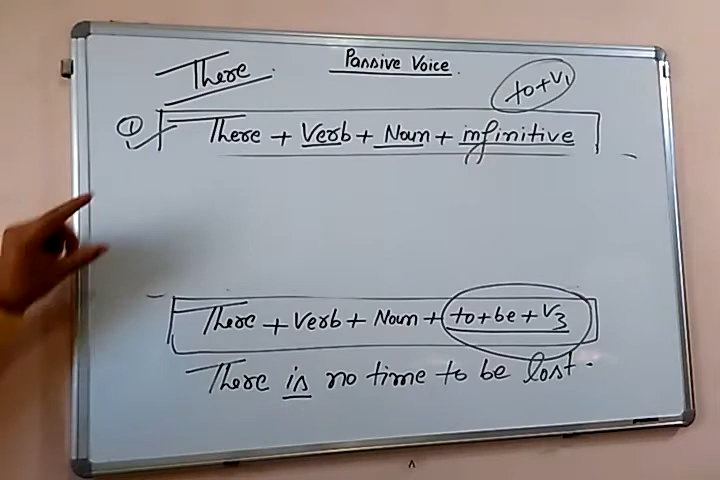 There
Passive Voice.
to+V1
① There + Verb + Noun + infinitive
There + Verb + Noun + to+be+V3
There is no time to be lost.